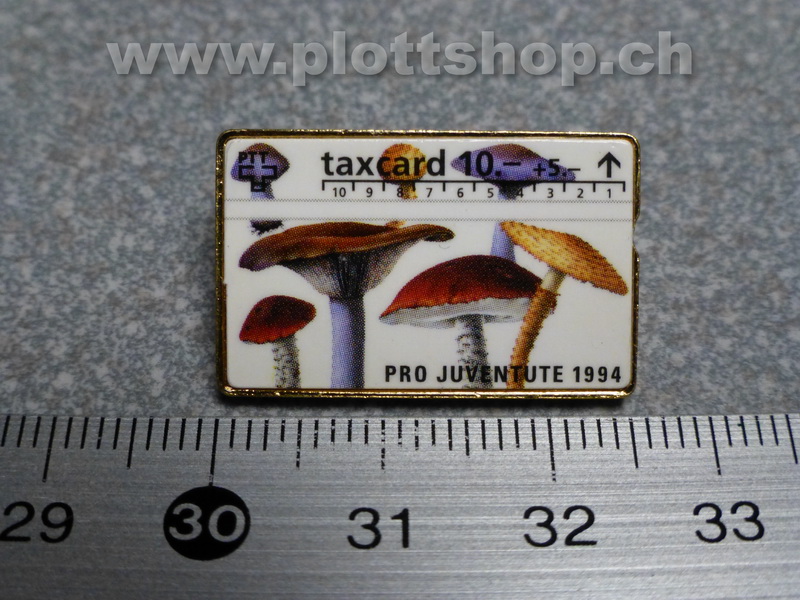 www.plottshop.ch
PTT taxcard 10.– +5.– ↑
10 9 8 7 6 5 4 3 2 1
PRO JUVENTUTE 1994
29 30 31 32 33